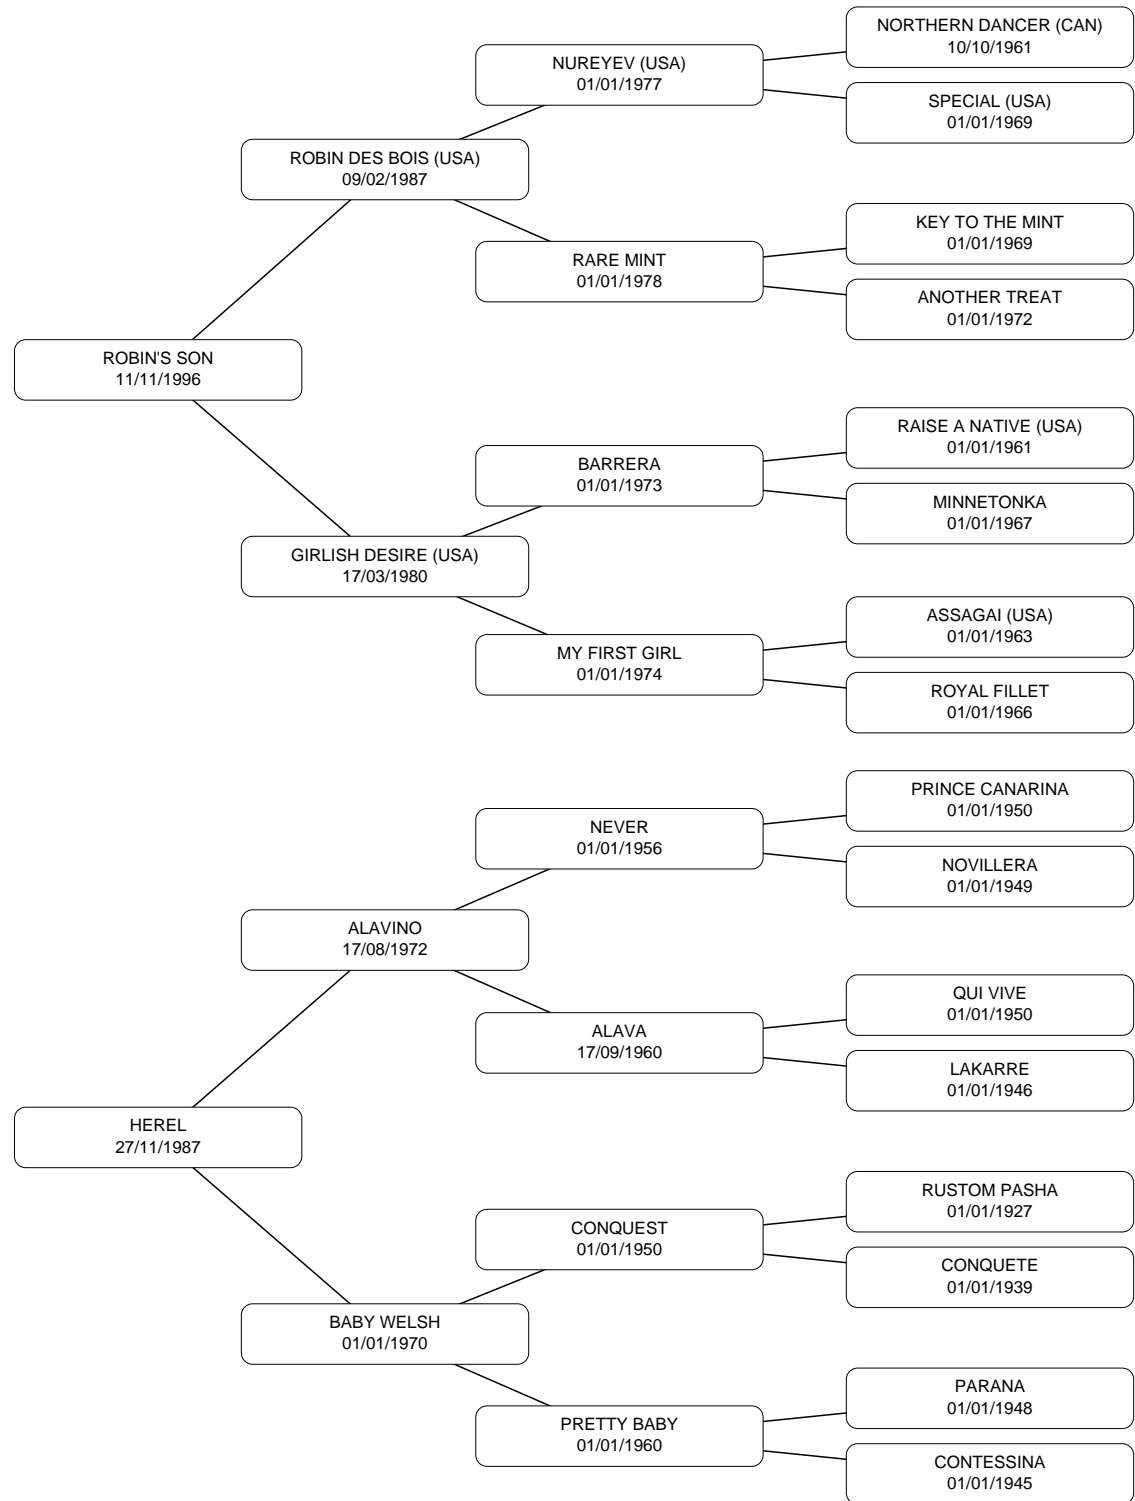 NORTHERN DANCER (CAN)
10/10/1961
NUREYEV (USA)
01/01/1977
SPECIAL (USA)
01/01/1969
ROBIN DES BOIS (USA)
09/02/1987
KEY TO THE MINT
01/01/1969
RARE MINT
01/01/1978
ANOTHER TREAT
01/01/1972
ROBIN'S SON
11/11/1996
RAISE A NATIVE (USA)
01/01/1961
BARRERA
01/01/1973
MINNETONKA
01/01/1967
GIRLISH DESIRE (USA)
17/03/1980
ASSAGAI (USA)
01/01/1963
MY FIRST GIRL
01/01/1974
ROYAL FILLET
01/01/1966
PRINCE CANARINA
01/01/1950
NEVER
01/01/1956
NOVILLERA
01/01/1949
ALAVINO
17/08/1972
QUI VIVE
01/01/1950
ALAVA
17/09/1960
LAKARRE
01/01/1946
HEREL
27/11/1987
RUSTOM PASHA
01/01/1927
CONQUEST
01/01/1950
CONQUETE
01/01/1939
BABY WELSH
01/01/1970
PARANA
01/01/1948
PRETTY BABY
01/01/1960
CONTESSINA
01/01/1945